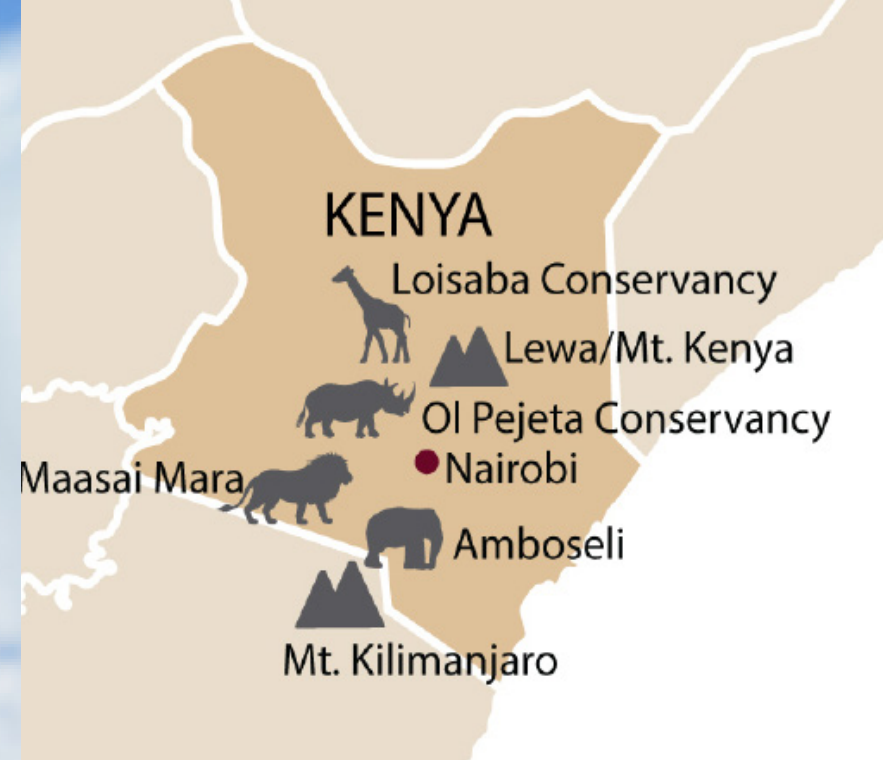 KENYA
Loisaba Conservancy
Lewa/Mt. Kenya
Ol Pejeta Conservancy
Nairobi
Maasai Mara
Amboseli
Mt. Kilimanjaro